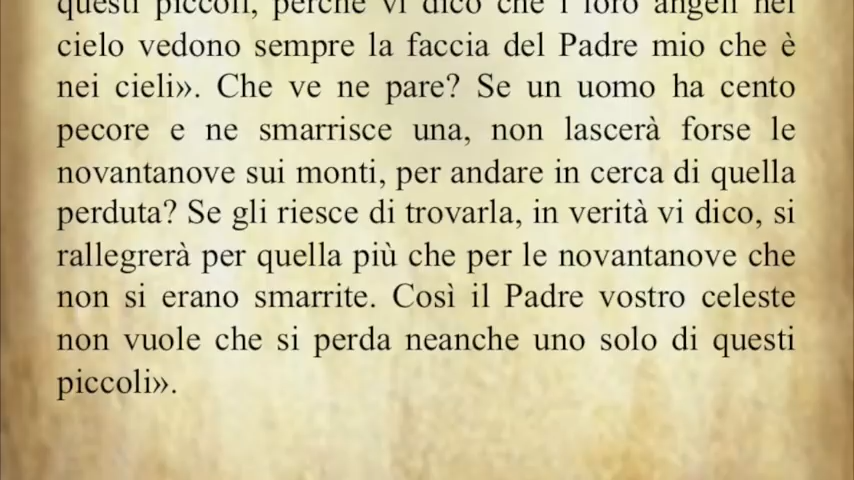 questi piccoli, perché vi dico che i loro angeli nel
cielo vedono sempre la faccia del Padre mio che è
nei cieli». Che ve ne pare? Se un uomo ha cento
pecore e ne smarrisce una, non lascerà forse le
novantanove sui monti, per andare in cerca di quella
perduta? Se gli riesce di trovarla, in verità vi dico, si
rallegrerà per quella più che per le novantanove che
non si erano smarrite. Così il Padre vostro celeste
non vuole che si perda neanche uno solo di questi
piccoli».